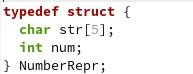 typedef struct {
  char str[5];
  int num;
} NumberRepr;